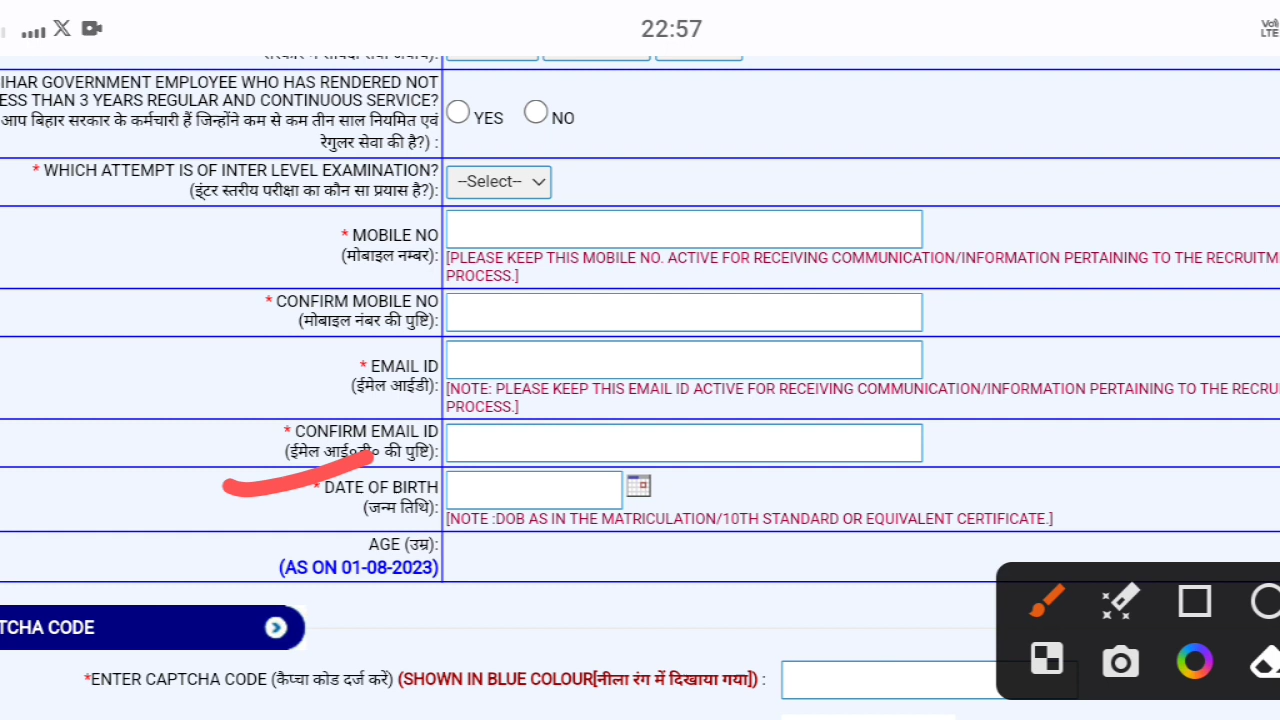 22:57
IHAR GOVERNMENT EMPLOYEE WHO HAS RENDERED NOT
ESS THAN 3 YEARS REGULAR AND CONTINUOUS SERVICE?
आप बिहार सरकार के कर्मचारी हैं जिन्होंने कम से कम तीन साल नियमित एवं
रेगुलर सेवा की है?) :
YES NO
* WHICH ATTEMPT IS OF INTER LEVEL EXAMINATION?
(इंटर स्तरीय परीक्षा का कौन सा प्रयास है?):
--Select--
* MOBILE NO
(मोबाइल नम्बर):
[PLEASE KEEP THIS MOBILE NO. ACTIVE FOR RECEIVING COMMUNICATION/INFORMATION PERTAINING TO THE RECRUITM
PROCESS.]
* CONFIRM MOBILE NO
(मोबाइल नंबर की पुष्टि):
* EMAIL ID
(ईमेल आईडी):
[NOTE: PLEASE KEEP THIS EMAIL ID ACTIVE FOR RECEIVING COMMUNICATION/INFORMATION PERTAINING TO THE RECRU
PROCESS.]
* CONFIRM EMAIL ID
(ईमेल आई०डी० की पुष्टि):
* DATE OF BIRTH
(जन्म तिथि):
[NOTE :DOB AS IN THE MATRICULATION/10TH STANDARD OR EQUIVALENT CERTIFICATE.]
AGE (उम्र):
(AS ON 01-08-2023)
TCHA CODE
*ENTER CAPTCHA CODE (कैप्चा कोड दर्ज करें) (SHOWN IN BLUE COLOUR[नीला रंग में दिखाया गया]) :